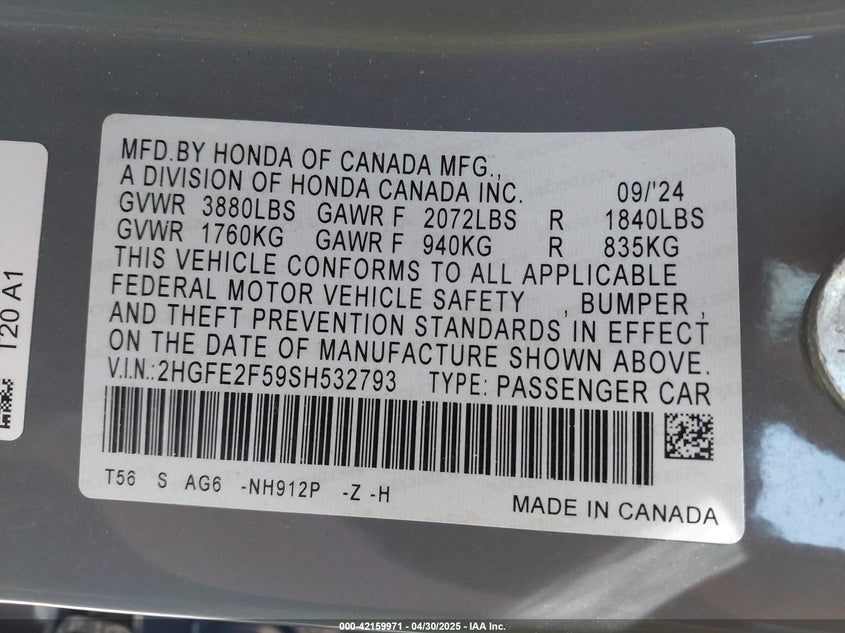 T20 A1
MFD.BY HONDA OF CANADA MFG.,
A DIVISION OF HONDA CANADA INC. 09/'24
GVWR 3880LBS GAWR F 2072LBS R 1840LBS
GVWR 1760KG GAWR F 940KG R 835KG
THIS VEHICLE CONFORMS TO ALL APPLICABLE
FEDERAL MOTOR VEHICLE SAFETY , BUMPER ,
AND THEFT PREVENTION STANDARDS IN EFFECT
ON THE DATE OF MANUFACTURE SHOWN ABOVE.
V.I.N.:2HGFE2F59SH532793 TYPE: PASSENGER CAR
T56 S AG6 -NH912P -Z -H
MADE IN CANADA
000-42159971 - 04/30/2025 - IAA Inc.